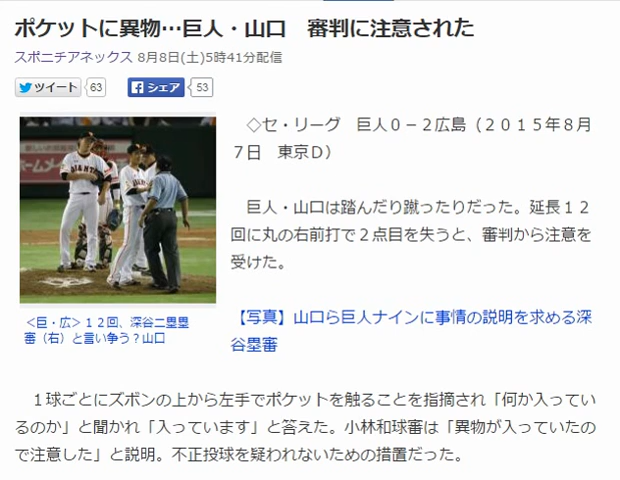 ポケットに異物…巨人・山口　審判に注意された
スポニチアネックス 8月8日(土)5時41分配信
ツイート 63 シェア 53
◇セ・リーグ　巨人０－２広島（２０１５年８月
７日　東京Ｄ）
巨人・山口は踏んだり蹴ったりだった。延長１２
回に丸の右前打で２点目を失うと、審判から注意を
受けた。
【写真】山口ら巨人ナインに事情の説明を求める深
谷塁審
GIANTS
＜巨・広＞１２回、深谷二塁塁
審（右）と言い争う？山口
１球ごとにズボンの上から左手でポケットを触ることを指摘され「何か入ってい
るのか」と聞かれ「入っています」と答えた。小林和球審は「異物が入っていたの
で注意した」と説明。不正投球を疑われないための措置だった。